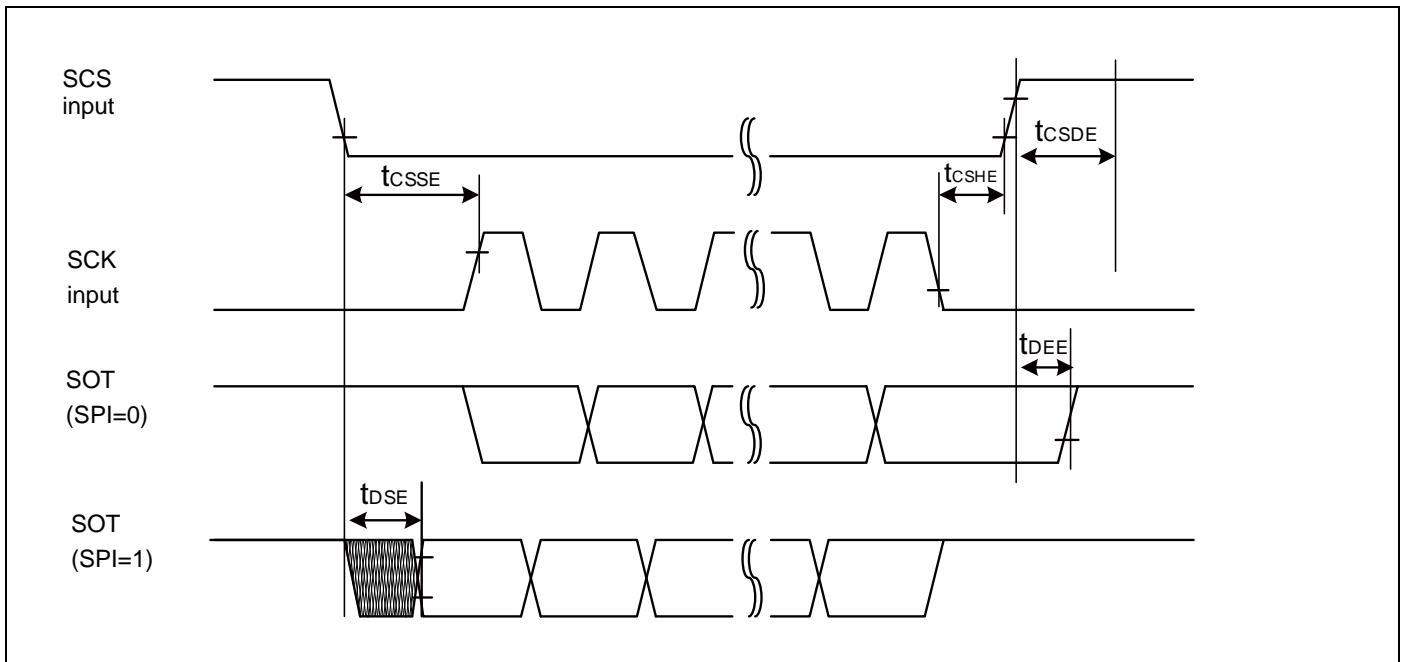 SCS
input
tCSDE
tCSSE
tCSHE
SCK
input
tDEE
SOT
(SPI=0)
tDSE
SOT
(SPI=1)